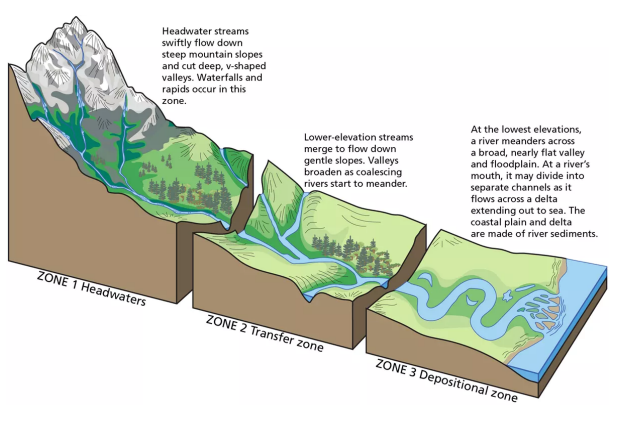 Headwater streams
swiftly flow down
steep mountain slopes
and cut deep, v-shaped
valleys. Waterfalls and
rapids occur in this
zone.
Lower-elevation streams
merge to flow down
gentle slopes. Valleys
broaden as coalescing
rivers start to meander.
At the lowest elevations,
a river meanders across
a broad, nearly flat valley
and floodplain. At a river’s
mouth, it may divide into
separate channels as it
flows across a delta
extending out to sea. The
coastal plain and delta
are made of river sediments.
ZONE 1 Headwaters
ZONE 2 Transfer zone
ZONE 3 Depositional zone